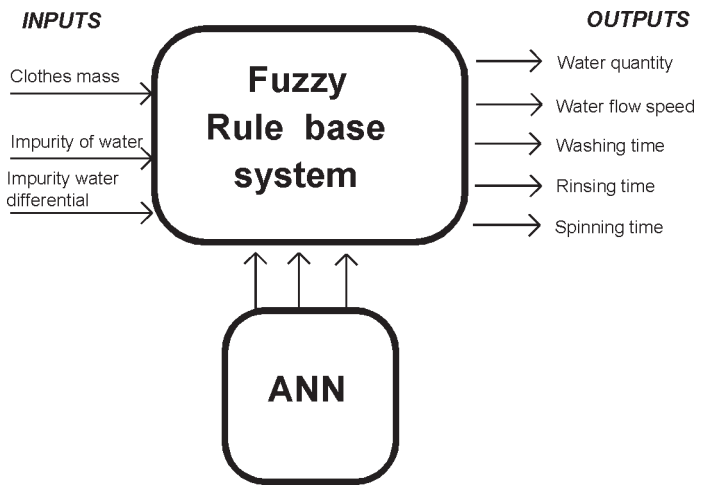 INPUTS
Clothes mass
Impurity of water
Impurity water
differential
Fuzzy
Rule base
system
OUTPUTS
Water quantity
Water flow speed
Washing time
Rinsing time
Spinning time
ANN